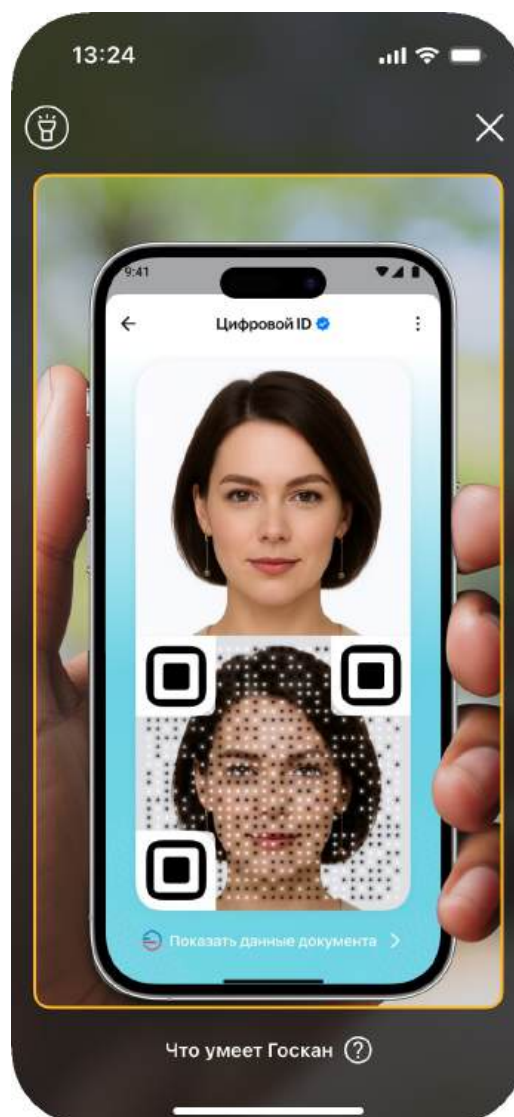 13:24
9:41
Цифровой ID
Показать данные документа
Что умеет Госкан